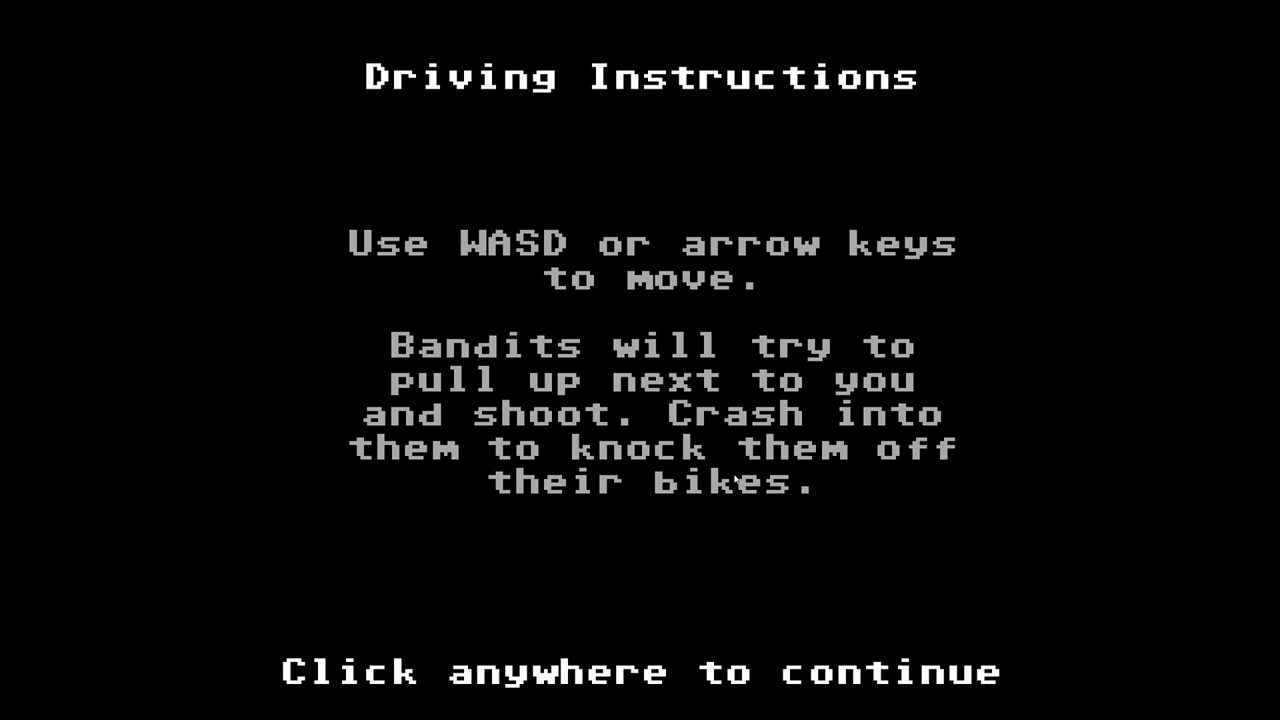 Driving Instructions
Use WASD or arrow keys
to move.
Bandits will try to
pull up next to you
and shoot. Crash into
them to knock them off
their bikes.
Click anywhere to continue